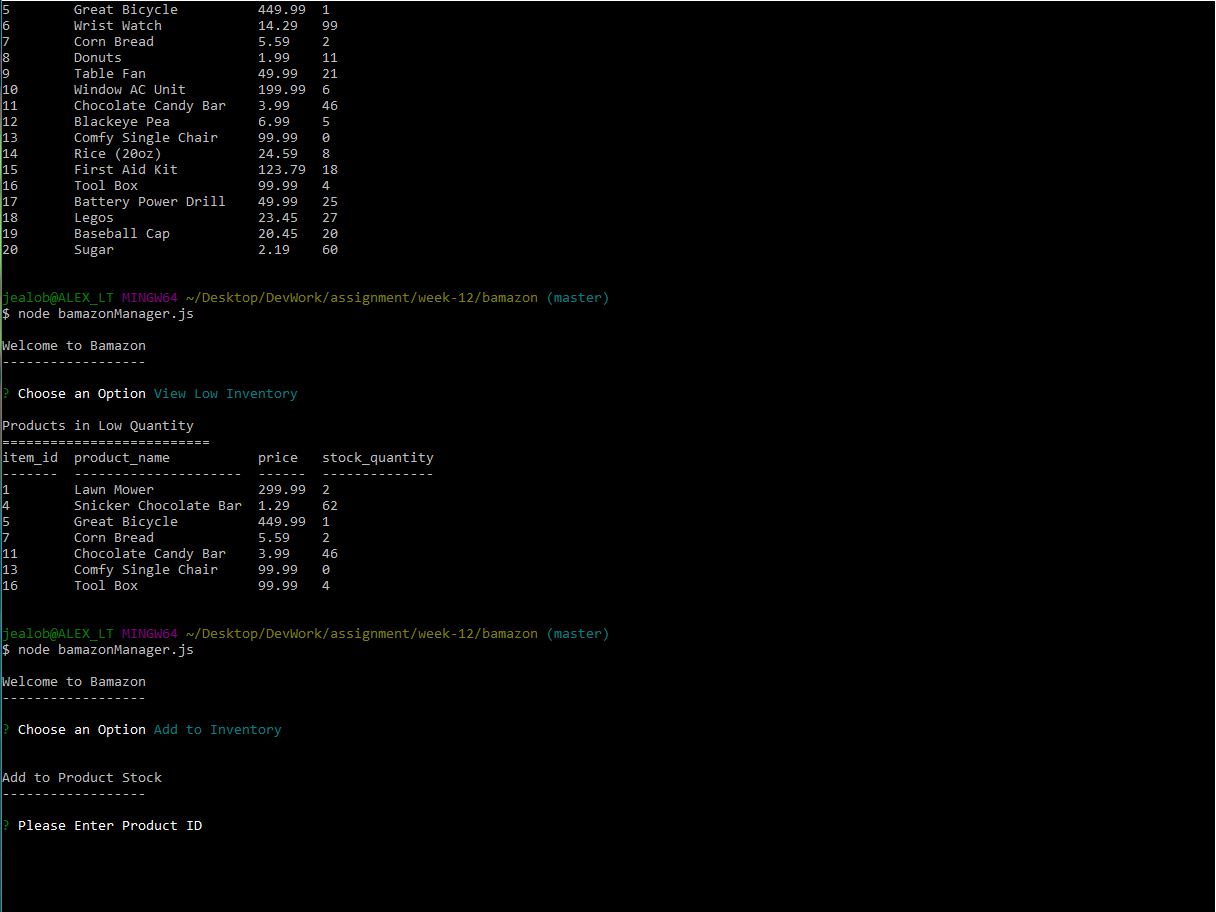 5        Great Bicycle          449.99  1
6        Wrist Watch            14.29   99
7        Corn Bread             5.59    2
8        Donuts                 1.99    11
9        Table Fan              49.99   21
10       Window AC Unit         199.99  6
11       Chocolate Candy Bar    3.99    46
12       Blackeye Pea           6.99    5
13       Comfy Single Chair     99.99   0
14       Rice (20oz)            24.59   8
15       First Aid Kit          123.79  18
16       Tool Box               99.99   4
17       Battery Power Drill    49.99   25
18       Legos                  23.45   27
19       Baseball Cap           20.45   20
20       Sugar                  2.19    60
jealob@ALEX_LT MINGW64 ~/Desktop/DevWork/assignment/week-12/bamazon (master)
$ node bamazonManager.js
Welcome to Bamazon
------------------
? Choose an Option View Low Inventory
Products in Low Quantity
==========================
item_id  product_name           price   stock_quantity
-------  ---------------------  ------  --------------
1        Lawn Mower             299.99  2
4        Snicker Chocolate Bar  1.29    62
5        Great Bicycle          449.99  1
7        Corn Bread             5.59    2
11       Chocolate Candy Bar    3.99    46
13       Comfy Single Chair     99.99   0
16       Tool Box               99.99   4
jealob@ALEX_LT MINGW64 ~/Desktop/DevWork/assignment/week-12/bamazon (master)
$ node bamazonManager.js
Welcome to Bamazon
------------------
? Choose an Option Add to Inventory
Add to Product Stock
------------------
? Please Enter Product ID